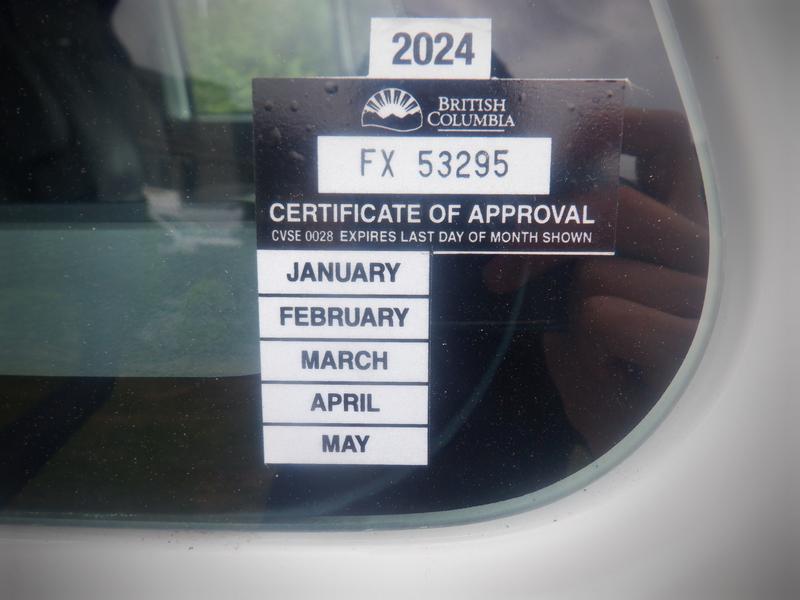 2024
BRITISH
COLUMBIA
FX 53295
CERTIFICATE OF APPROVAL
CVSE 0028 EXPIRES LAST DAY OF MONTH SHOWN
JANUARY
FEBRUARY
MARCH
APRIL
MAY